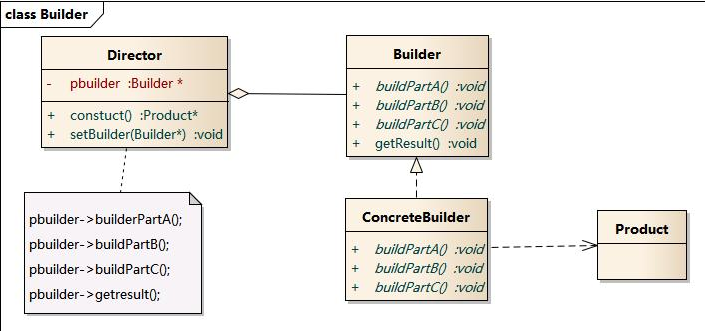 class Builder
Director
- pbuilder :Builder *
+ constuct() :Product*
+ setBuilder(Builder*) :void
Builder
+ buildPartA() :void
+ buildPartB() :void
+ buildPartC() :void
+ getResult() :void
pbuilder->builderPartA();
pbuilder->buildPartB();
pbuilder->buildPartC();
pbuilder->getresult();
ConcreteBuilder
+ buildPartA() :void
+ buildPartB() :void
+ buildPartC() :void
Product